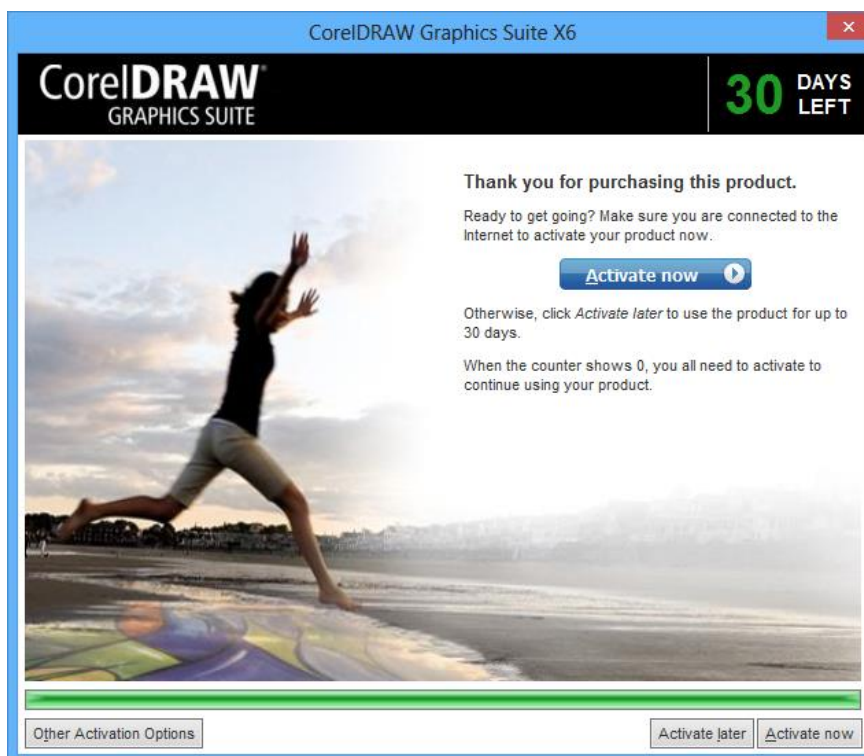 CorelDRAW Graphics Suite X6
×
CorelDRAW®
GRAPHICS SUITE
30 DAYS
LEFT
Thank you for purchasing this product.
Ready to get going? Make sure you are connected to the
Internet to activate your product now.
Activate now
Otherwise, click Activate later to use the product for up to
30 days.
When the counter shows 0, you all need to activate to
continue using your product.
Other Activation Options
Activate later
Activate now